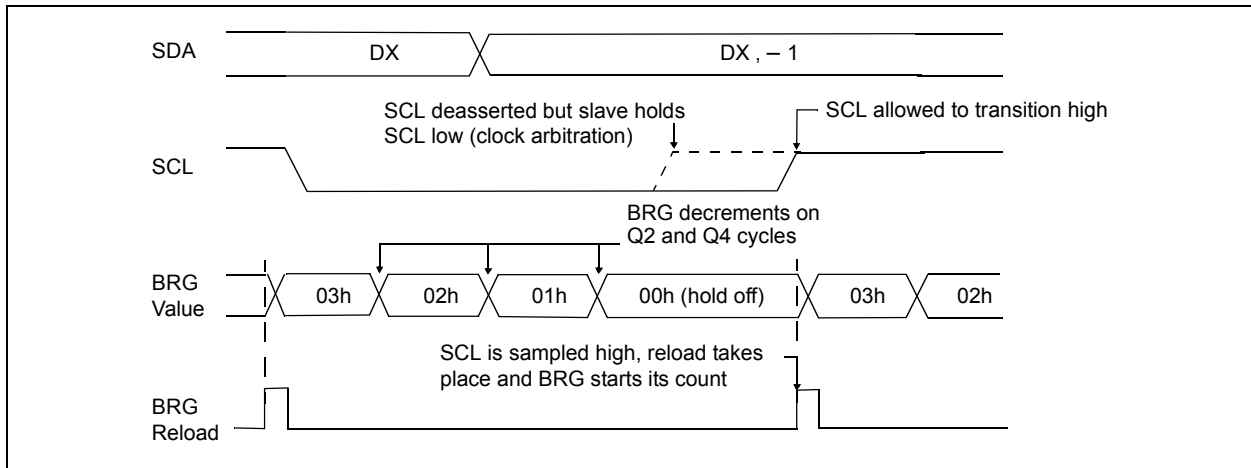 SDA
DX
DX , – 1
SCL deasserted but slave holds
SCL low (clock arbitration)
SCL allowed to transition high
SCL
BRG decrements on
Q2 and Q4 cycles
BRG
Value
03h
02h
01h
00h (hold off)
03h
02h
SCL is sampled high, reload takes
place and BRG starts its count
BRG
Reload